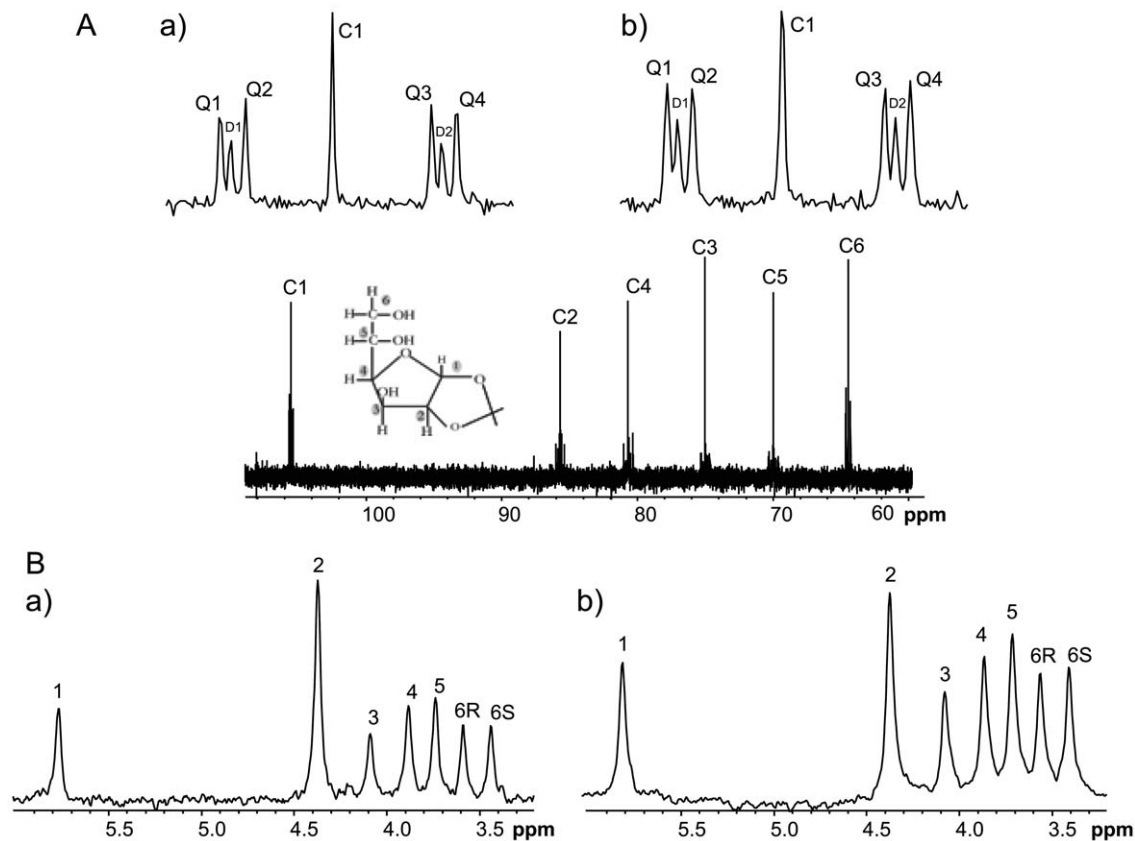 A
a)
b)
C1
C1
Q1
D1
Q2
Q3
D2
Q4
Q1
D1
Q2
Q3
D2
Q4
C1
C2
C4
C3
C5
C6
H
6
H
C
OH
5
H
C
OH
O
H
1
4
H
OH
O
3
2
O
H
H
100
90
80
70
60
ppm
B
a)
b)
1
2
3
4
5
6R
6S
1
2
3
4
5
6R
6S
5.5
5.0
4.5
4.0
3.5
ppm
5.5
5.0
4.5
4.0
3.5
ppm